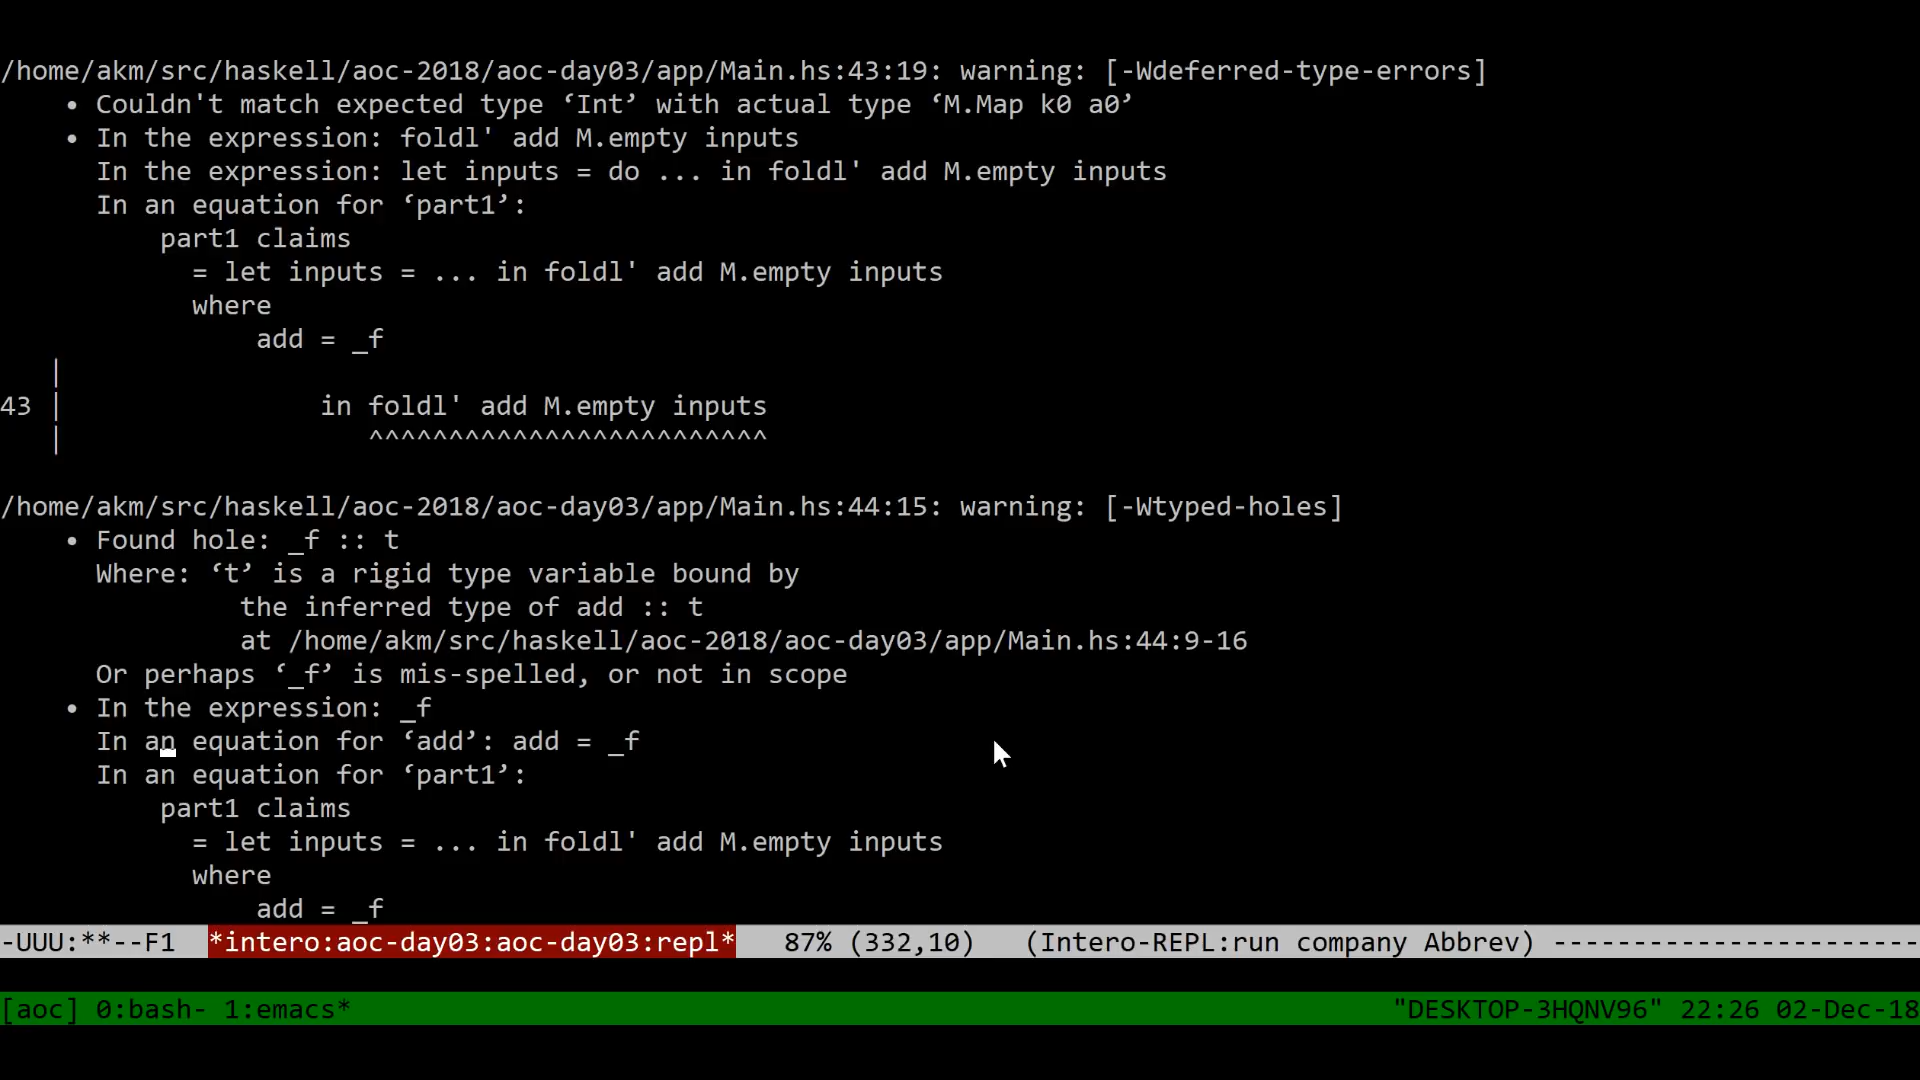 /home/akm/src/haskell/aoc-2018/aoc-day03/app/Main.hs:43:19: warning: [-Wdeferred-type-errors]
    • Couldn't match expected type ‘Int’ with actual type ‘M.Map k0 a0’
    • In the expression: foldl' add M.empty inputs
      In the expression: let inputs = do ... in foldl' add M.empty inputs
      In an equation for ‘part1’:
          part1 claims
            = let inputs = ... in foldl' add M.empty inputs
            where
                add = _f
   |
43 |                in foldl' add M.empty inputs
   |                   ^^^^^^^^^^^^^^^^^^^^^^^^^
/home/akm/src/haskell/aoc-2018/aoc-day03/app/Main.hs:44:15: warning: [-Wtyped-holes]
    • Found hole: _f :: t
      Where: ‘t’ is a rigid type variable bound by
               the inferred type of add :: t
               at /home/akm/src/haskell/aoc-2018/aoc-day03/app/Main.hs:44:9-16
      Or perhaps ‘_f’ is mis-spelled, or not in scope
    • In the expression: _f
      In an equation for ‘add’: add = _f
      In an equation for ‘part1’:
          part1 claims
            = let inputs = ... in foldl' add M.empty inputs
            where
                add = _f
-UUU:**--F1  *intero:aoc-day03:aoc-day03:repl*   87% (332,10)   (Intero-REPL:run company Abbrev) -----------------------
[aoc] 0:bash- 1:emacs* "DESKTOP-3HQNV96" 22:26 02-Dec-18